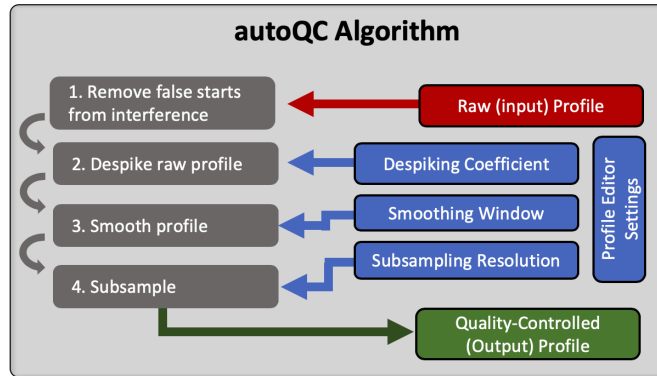 autoQC Algorithm
1. Remove false starts
from interference
Raw (input) Profile
2. Despike raw profile
Despiking Coefficient
3. Smooth profile
Smoothing Window
4. Subsample
Subsampling Resolution
Profile Editor
Settings
Quality-Controlled
(Output) Profile